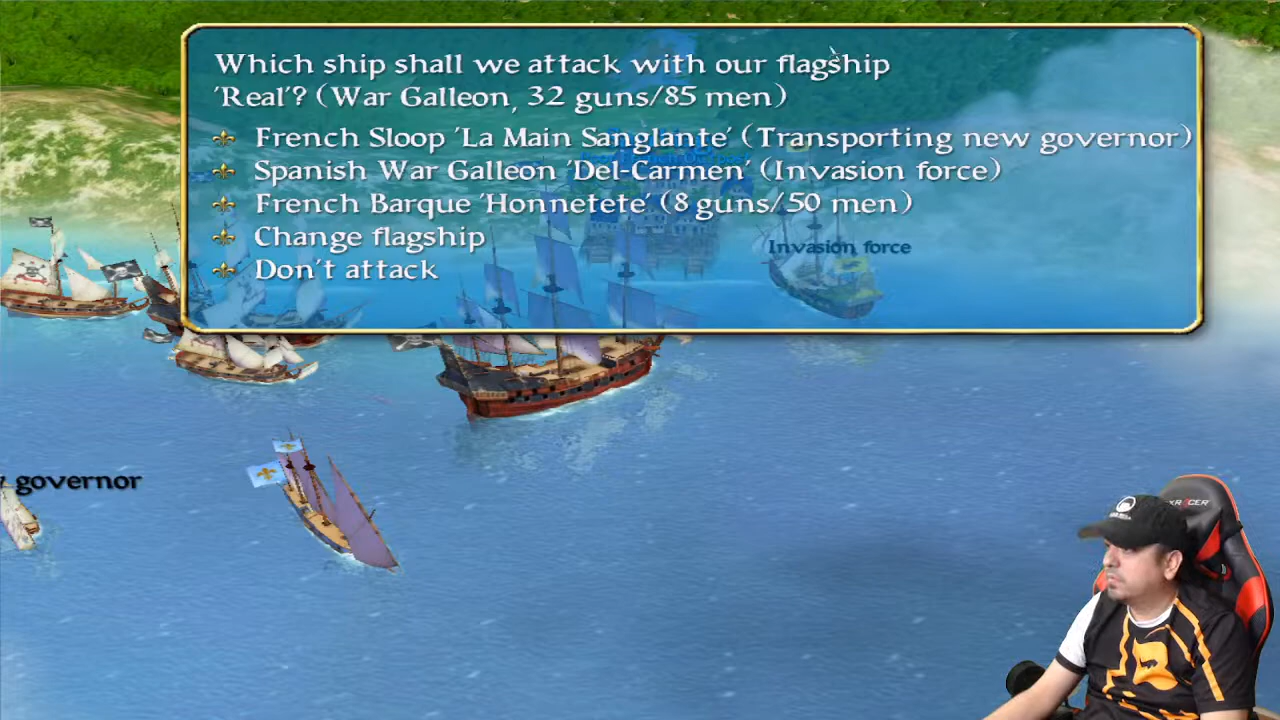 Which ship shall we attack with our flagship
'Real'? (War Galleon, 32 guns/85 men)
French Sloop 'La Main Sanglante' (Transporting new governor)
Spanish War Galleon 'Del-Carmen' (Invasion force)
French Barque 'Honnetete' (8 guns/50 men)
Change flagship
Don't attack
Invasion force
governor